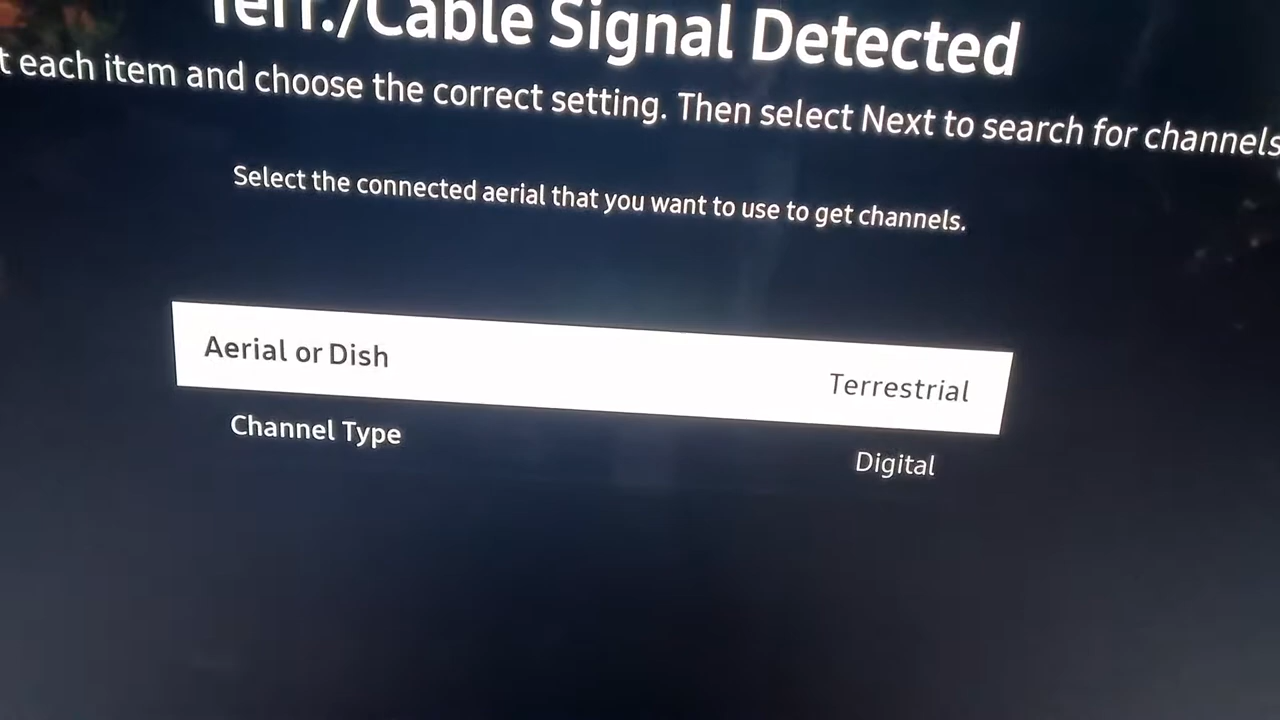 Terr./Cable Signal Detected
each item and choose the correct setting. Then select Next to search for channels
Select the connected aerial that you want to use to get channels.
Aerial or Dish Terrestrial
Channel Type Digital